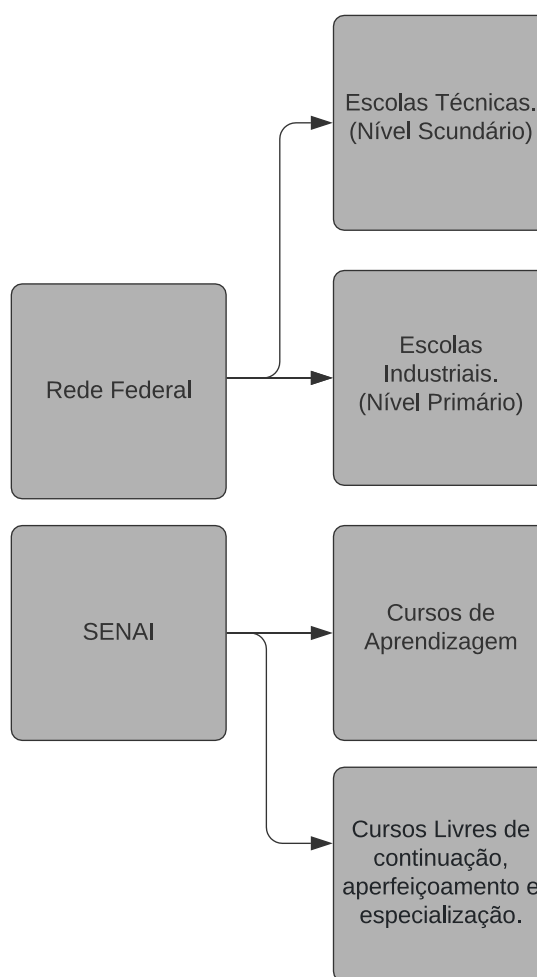 Escolas Técnicas.
(Nível Scundário)
Rede Federal
Escolas
Industriais.
(Nível Primário)
SENAI
Cursos de
Aprendizagem
Cursos Livres de
continuação,
aperfeiçoamento e
especialização.